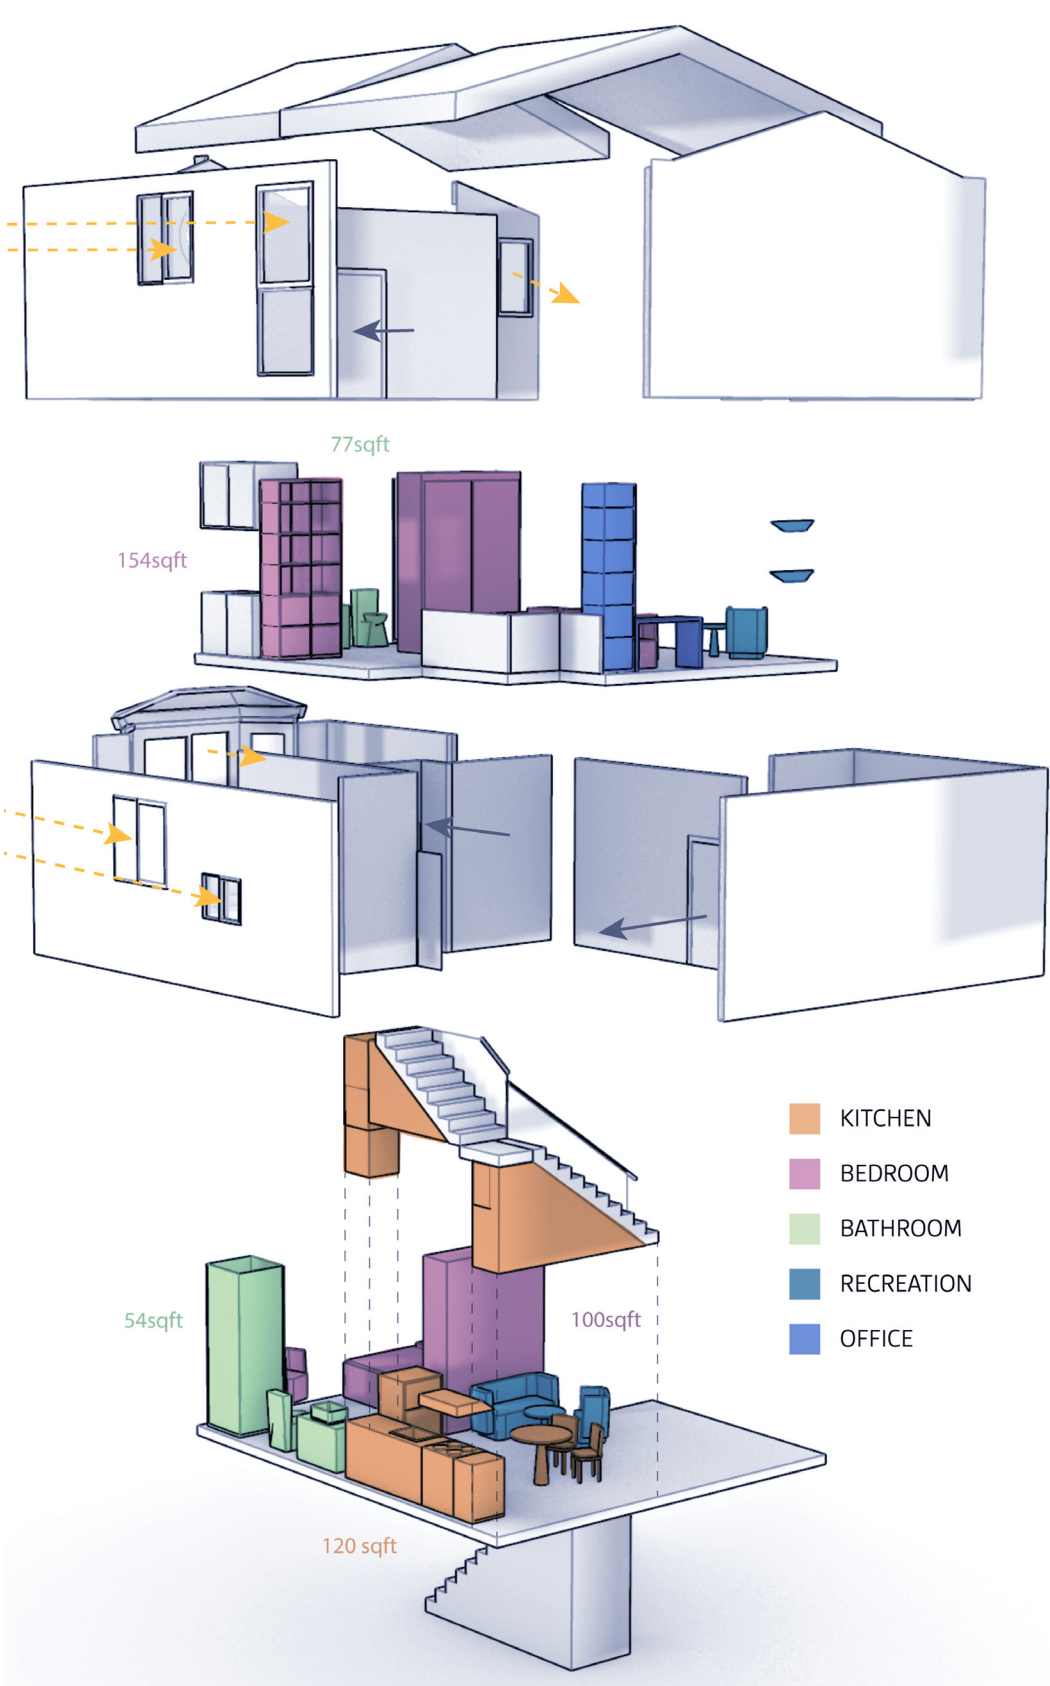 77sqft
154sqft
KITCHEN
BEDROOM
BATHROOM
RECREATION
OFFICE
54sqft
100sqft
120 sqft